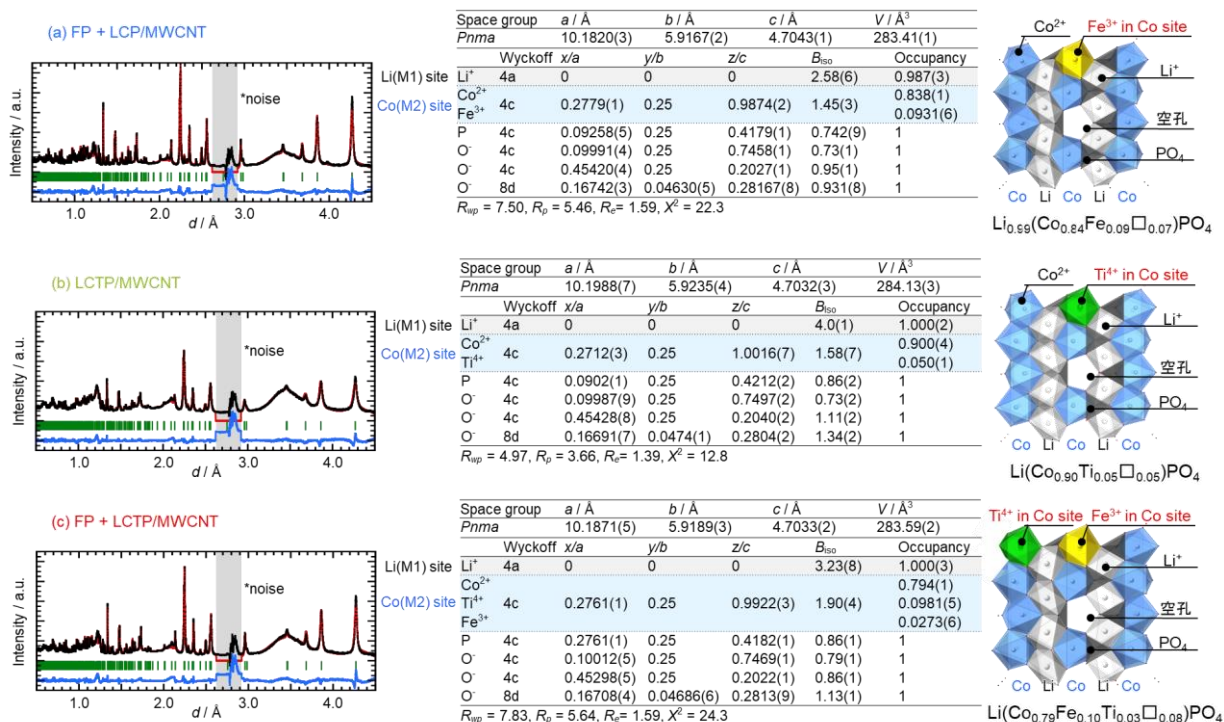 (a) FP + LCP/MWCNT
Intensity / a.u.
*noise
1.0 2.0 3.0 4.0
d / Å
Li(M1) site
Co(M2) site
Space group a / Å b / Å c / Å V / Å³
Pnma 10.1820(3) 5.9167(2) 4.7043(1) 283.41(1)
Wyckoff x/a y/b z/c Biso Occupancy
Li⁺ 4a 0 0 0 2.58(6) 0.987(3)
Co²⁺ 0.838(1)
4c 0.2779(1) 0.25 0.9874(2) 1.45(3)
Fe³⁺ 0.0931(6)
P 4c 0.09258(5) 0.25 0.4179(1) 0.742(9) 1
O⁻ 4c 0.09991(4) 0.25 0.7458(1) 0.73(1) 1
O⁻ 4c 0.45420(4) 0.25 0.2027(1) 0.95(1) 1
O⁻ 8d 0.16742(3) 0.04630(5) 0.28167(8) 0.931(8) 1
Rwp = 7.50, Rp = 5.46, Re= 1.59, X² = 22.3
Co²⁺ Fe³⁺ in Co site
Li⁺
空孔
PO₄
Co Li Co Li Co
Li₀.₉₉(Co₀.₈₄Fe₀.₀₉□₀.₀₇)PO₄
(b) LCTP/MWCNT
Intensity / a.u.
*noise
1.0 2.0 3.0 4.0
d / Å
Li(M1) site
Co(M2) site
Space group a / Å b / Å c / Å V / Å³
Pnma 10.1988(7) 5.9235(4) 4.7032(3) 284.13(3)
Wyckoff x/a y/b z/c Biso Occupancy
Li⁺ 4a 0 0 0 4.0(1) 1.000(2)
Co²⁺ 0.900(4)
4c 0.2712(3) 0.25 1.0016(7) 1.58(7)
Ti⁴⁺ 0.050(1)
P 4c 0.0902(1) 0.25 0.4212(2) 0.86(2) 1
O⁻ 4c 0.09987(9) 0.25 0.7497(2) 0.73(2) 1
O⁻ 4c 0.45428(8) 0.25 0.2040(2) 1.11(2) 1
O⁻ 8d 0.16691(7) 0.0474(1) 0.2804(2) 1.34(2) 1
Rwp = 4.97, Rp = 3.66, Re= 1.39, X² = 12.8
Co²⁺ Ti⁴⁺ in Co site
Li⁺
空孔
PO₄
Co Li Co Li Co
Li(Co₀.₉₀Ti₀.₀₅□₀.₀₅)PO₄
(c) FP + LCTP/MWCNT
Intensity / a.u.
*noise
1.0 2.0 3.0 4.0
d / Å
Li(M1) site
Co(M2) site
Space group a / Å b / Å c / Å V / Å³
Pnma 10.1871(5) 5.9189(3) 4.7033(2) 283.59(2)
Wyckoff x/a y/b z/c Biso Occupancy
Li⁺ 4a 0 0 0 3.23(8) 1.000(3)
Co²⁺ 0.794(1)
Ti⁴⁺ 4c 0.2761(1) 0.25 0.9922(3) 1.90(4) 0.0981(5)
Fe³⁺ 0.0273(6)
P 4c 0.2761(1) 0.25 0.4182(1) 0.86(1) 1
O⁻ 4c 0.10012(5) 0.25 0.7469(1) 0.79(1) 1
O⁻ 4c 0.45298(5) 0.25 0.2022(1) 0.86(1) 1
O⁻ 8d 0.16708(4) 0.04686(6) 0.2813(9) 1.13(1) 1
Rwp = 7.83, Rp = 5.64, Re= 1.59, X² = 24.3
Ti⁴⁺ in Co site Fe³⁺ in Co site
Li⁺
空孔
PO₄
Co Li Co Li Co
Li(Co₀.₇₉Fe₀.₁₀Ti₀.₀₃□₀.₀₈)PO₄